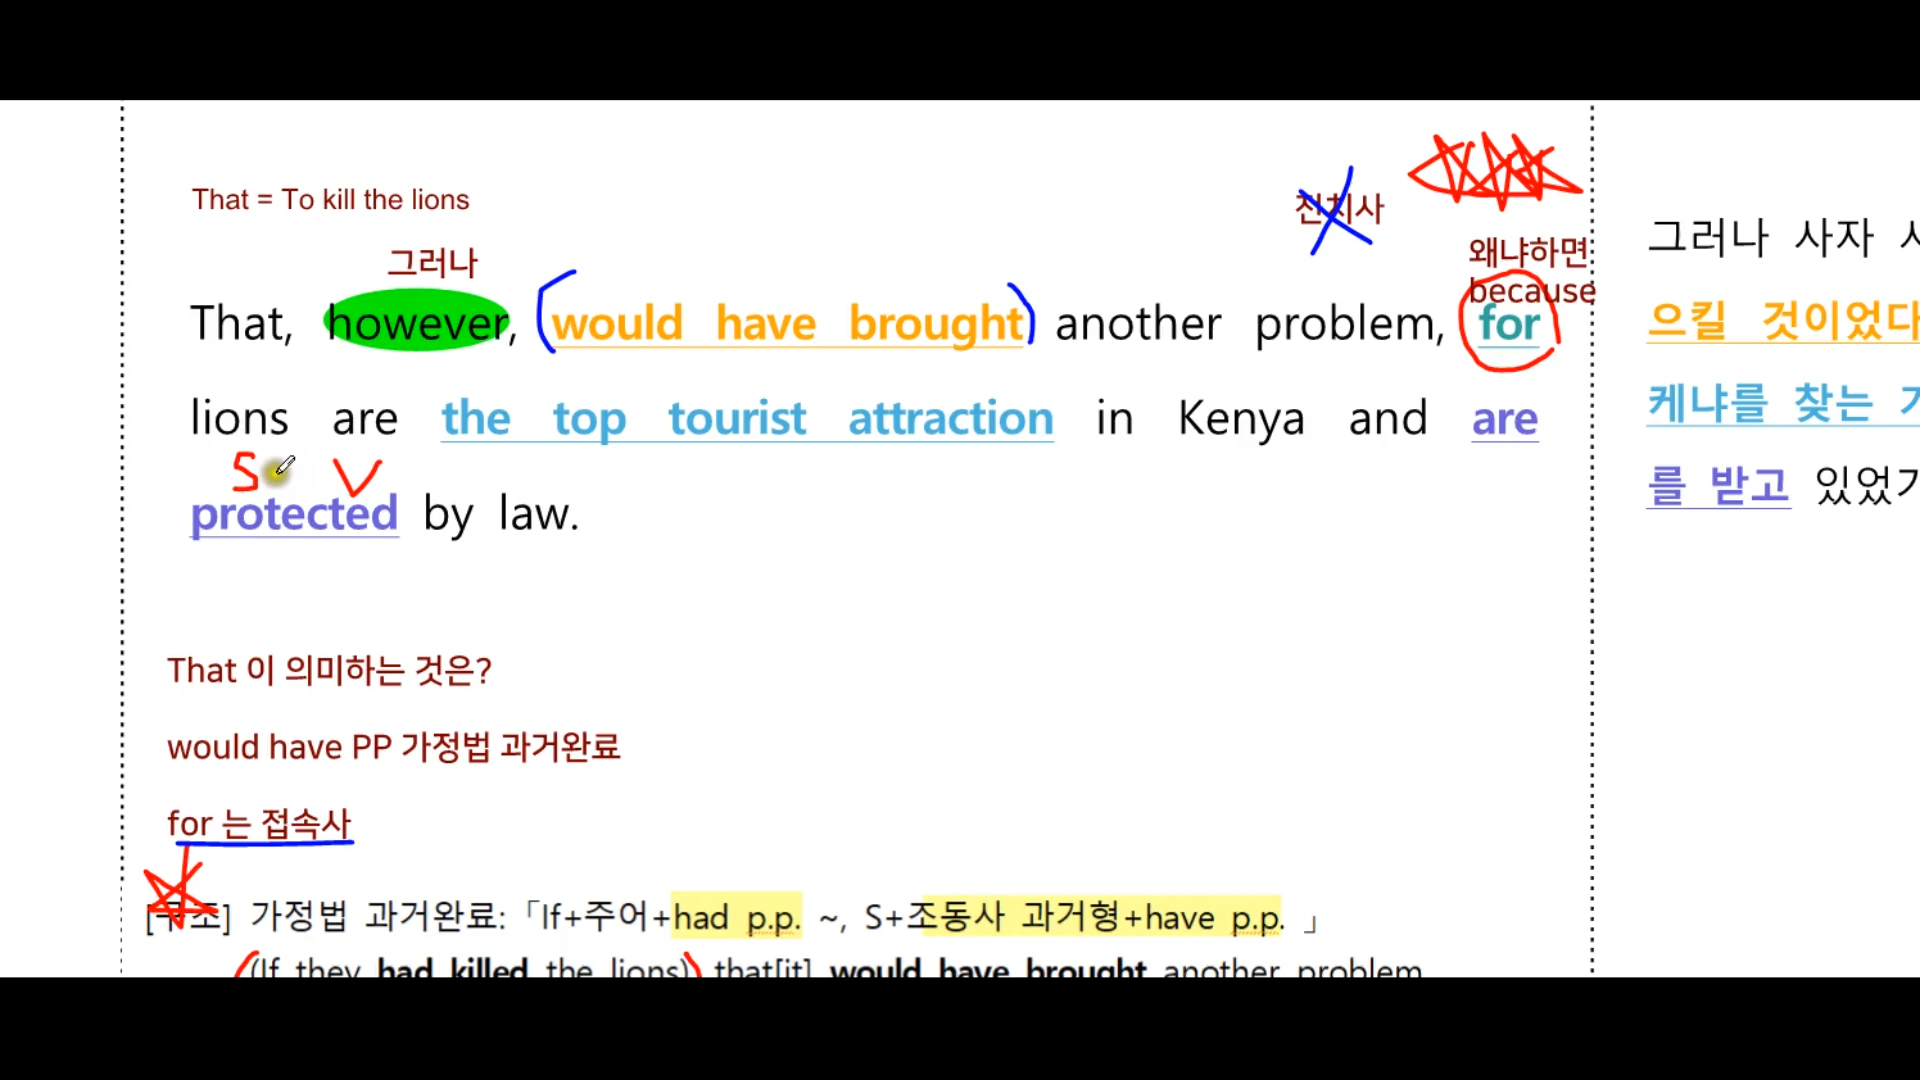 That = To kill the lions
전치사
그러나
왜냐하면
because
That, however, (would have brought) another problem, for
lions are the top tourist attraction in Kenya and are
S V
protected by law.
그러나 사자
으킬 것이었다
케냐를 찾는
를 받고 있었
That 이 의미하는 것은?
would have PP 가정법 과거완료
for 는 접속사
[구조] 가정법 과거완료:「If+주어+had p.p. ~, S+조동사 과거형+have p.p. 」
(If they had killed the lions) that[it] would have brought another problem